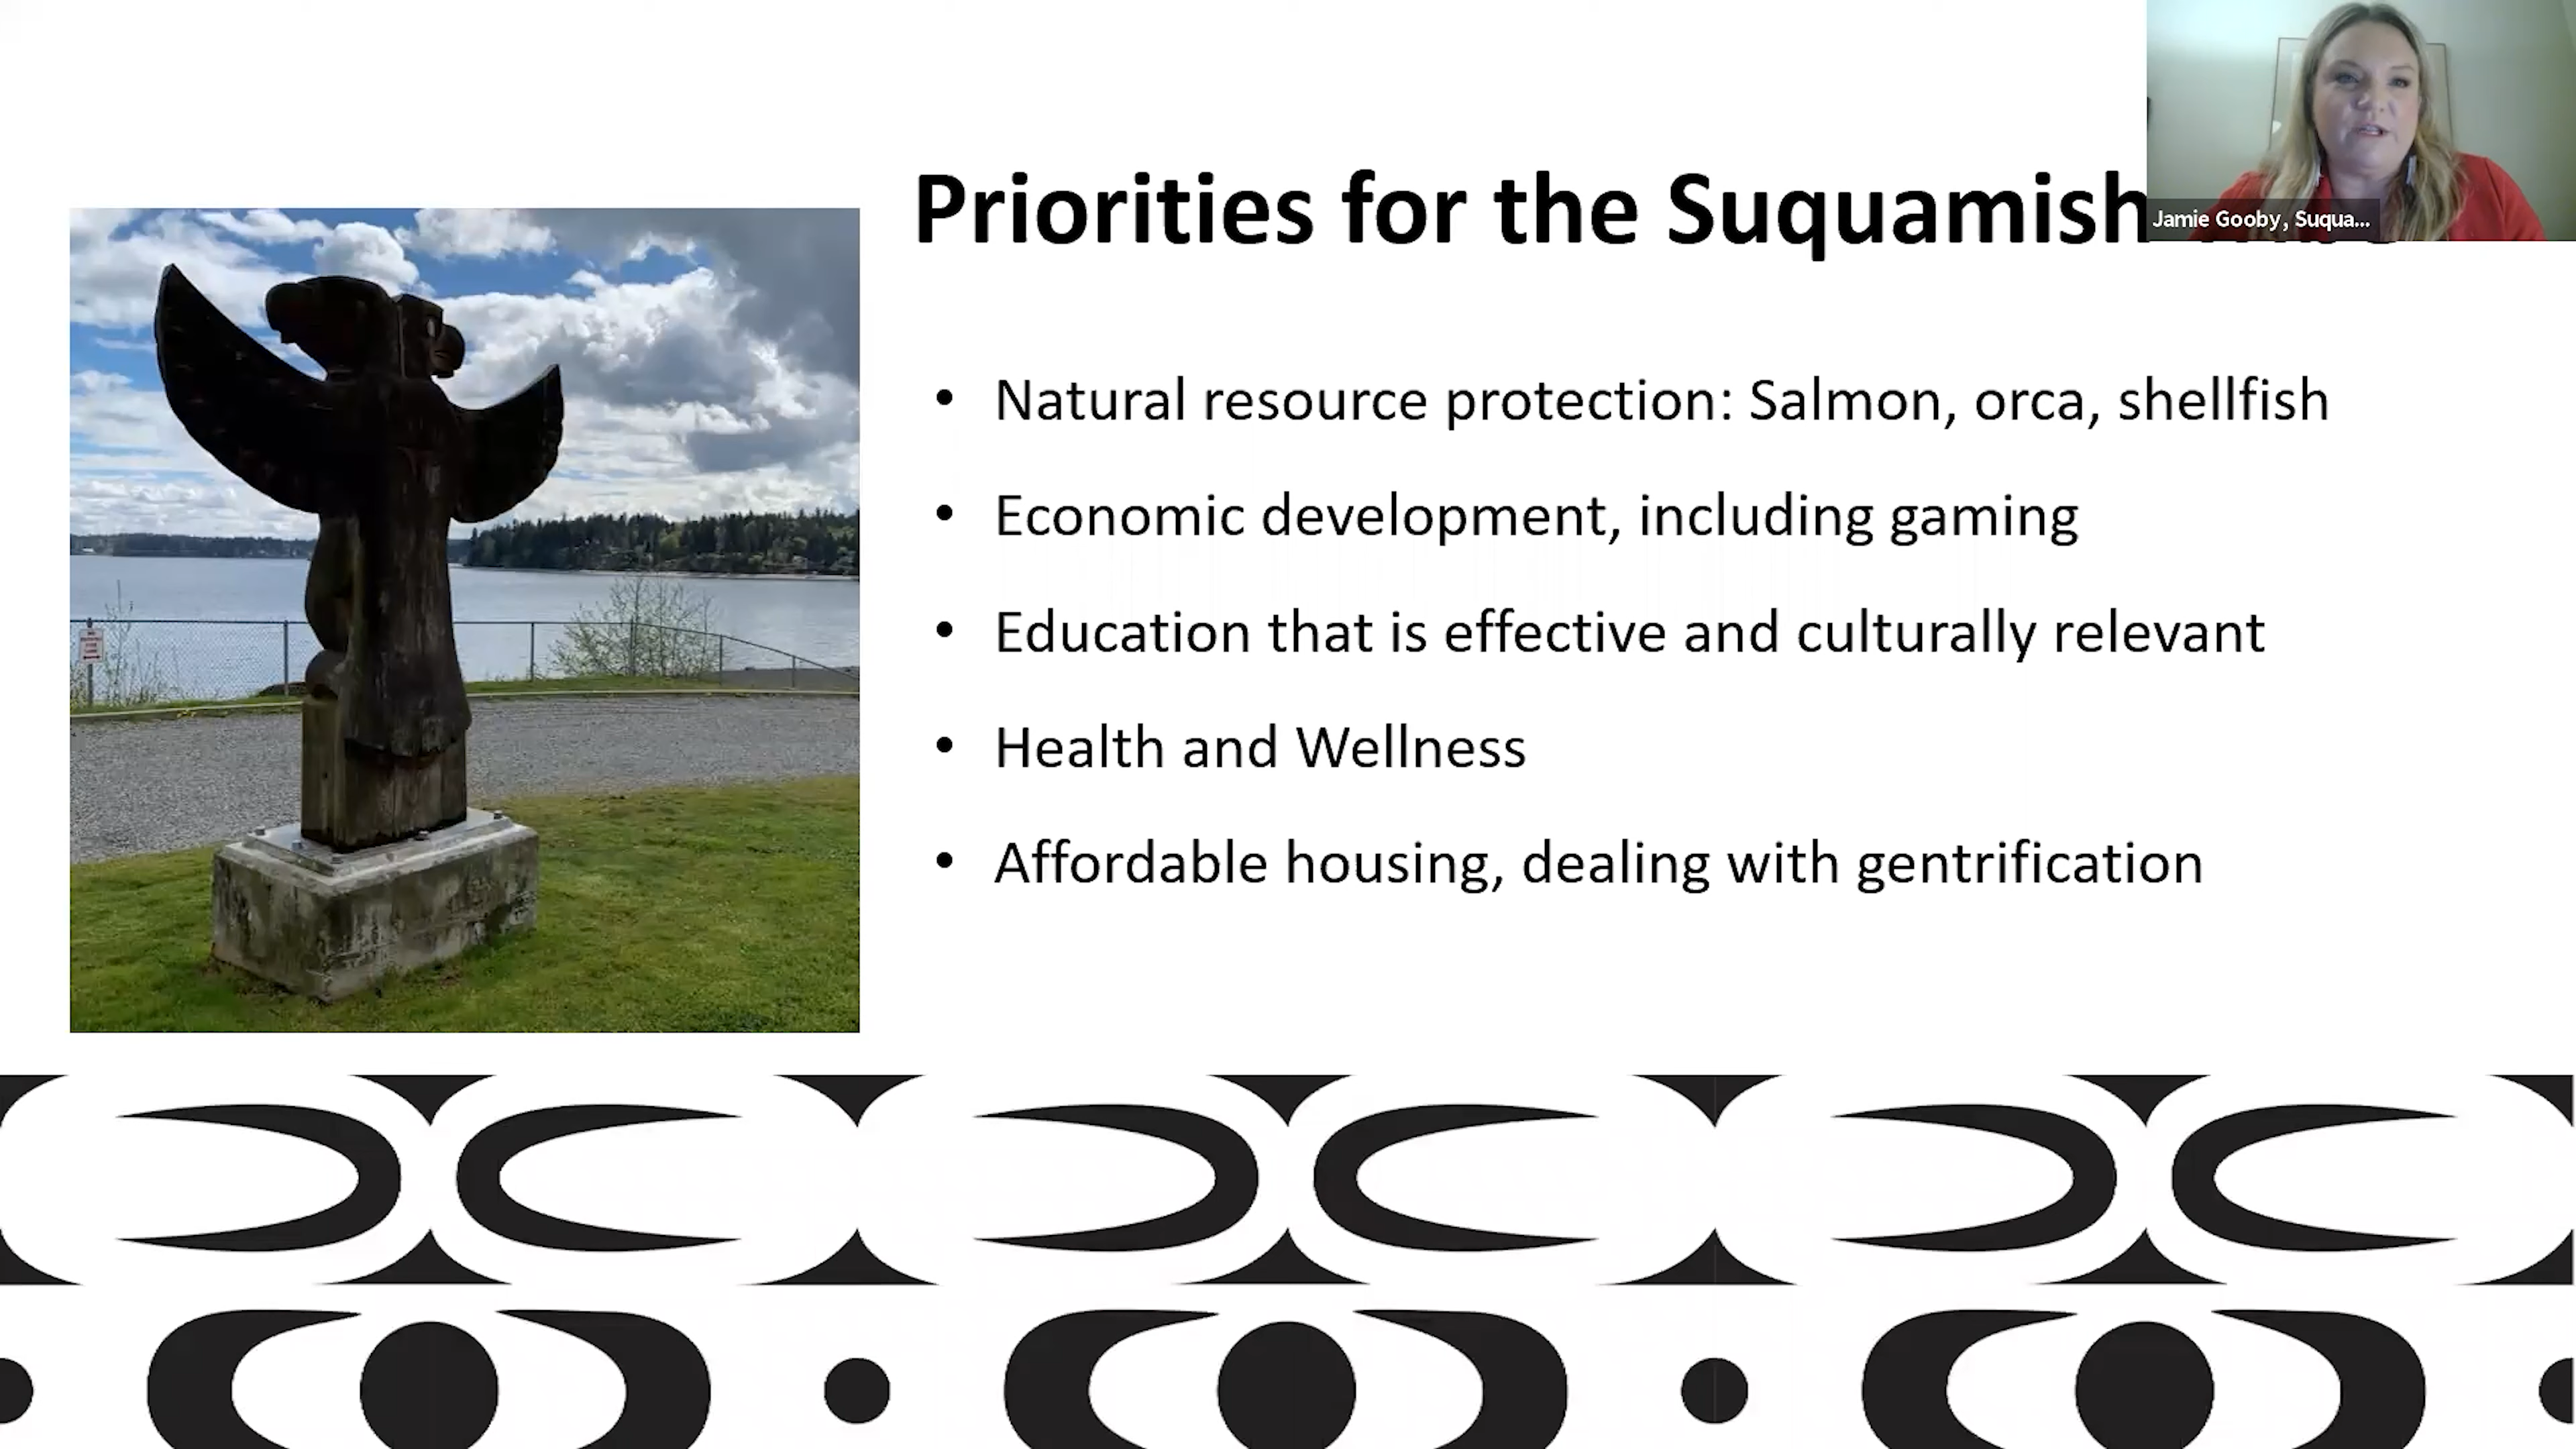 Priorities for the Suquamish
Jamie Gooby, Suqua...
• Natural resource protection: Salmon, orca, shellfish
• Economic development, including gaming
• Education that is effective and culturally relevant
• Health and Wellness
• Affordable housing, dealing with gentrification